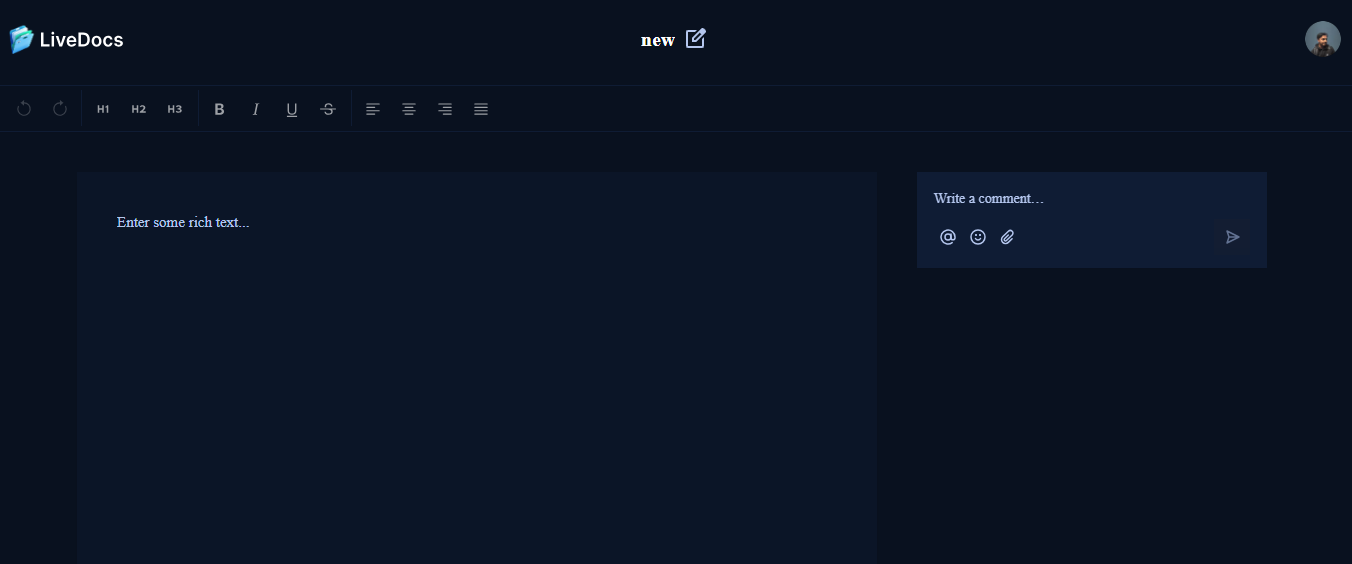 LiveDocs
new
H1 H2 H3 B I U S
Enter some rich text...
Write a comment…